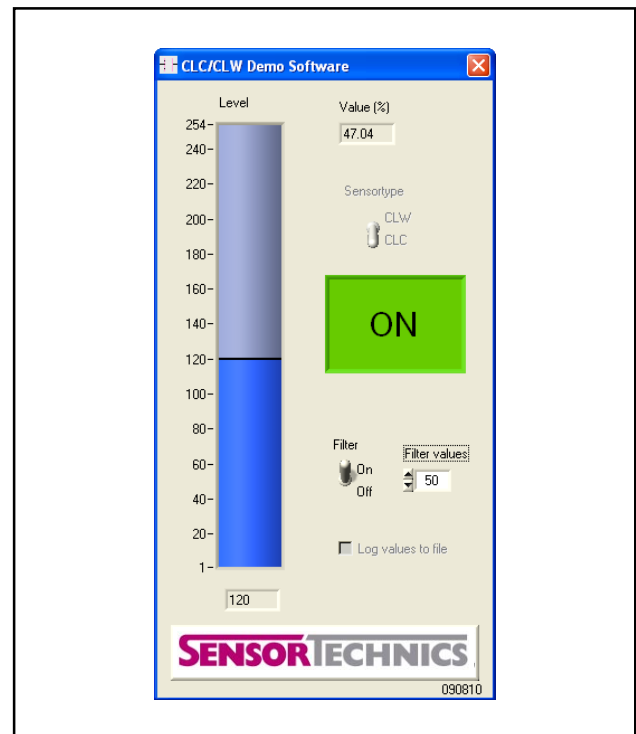 CLC/CLW Demo Software
Level
254
240
220
200
180
160
140
120
100
80
60
40
20
1
120
Value (%)
47.04
Sensortype
CLW
CLC
ON
Filter
On
Off
Filter values
50
Log values to file
SENSORTECHNICS
090810